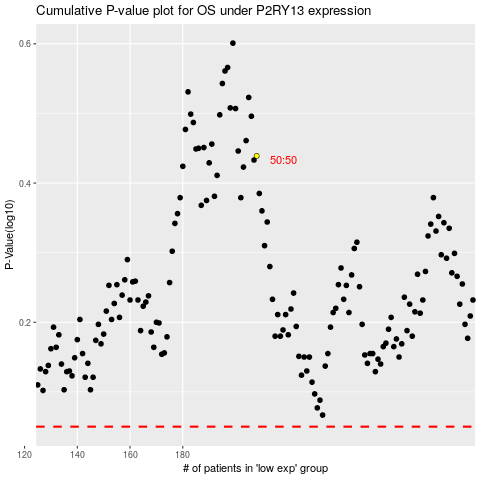 Cumulative P-value plot for OS under P2RY13 expression
P-Value(log10)
0.6
0.4
0.2
50:50
120 140 160 180
# of patients in 'low exp' group